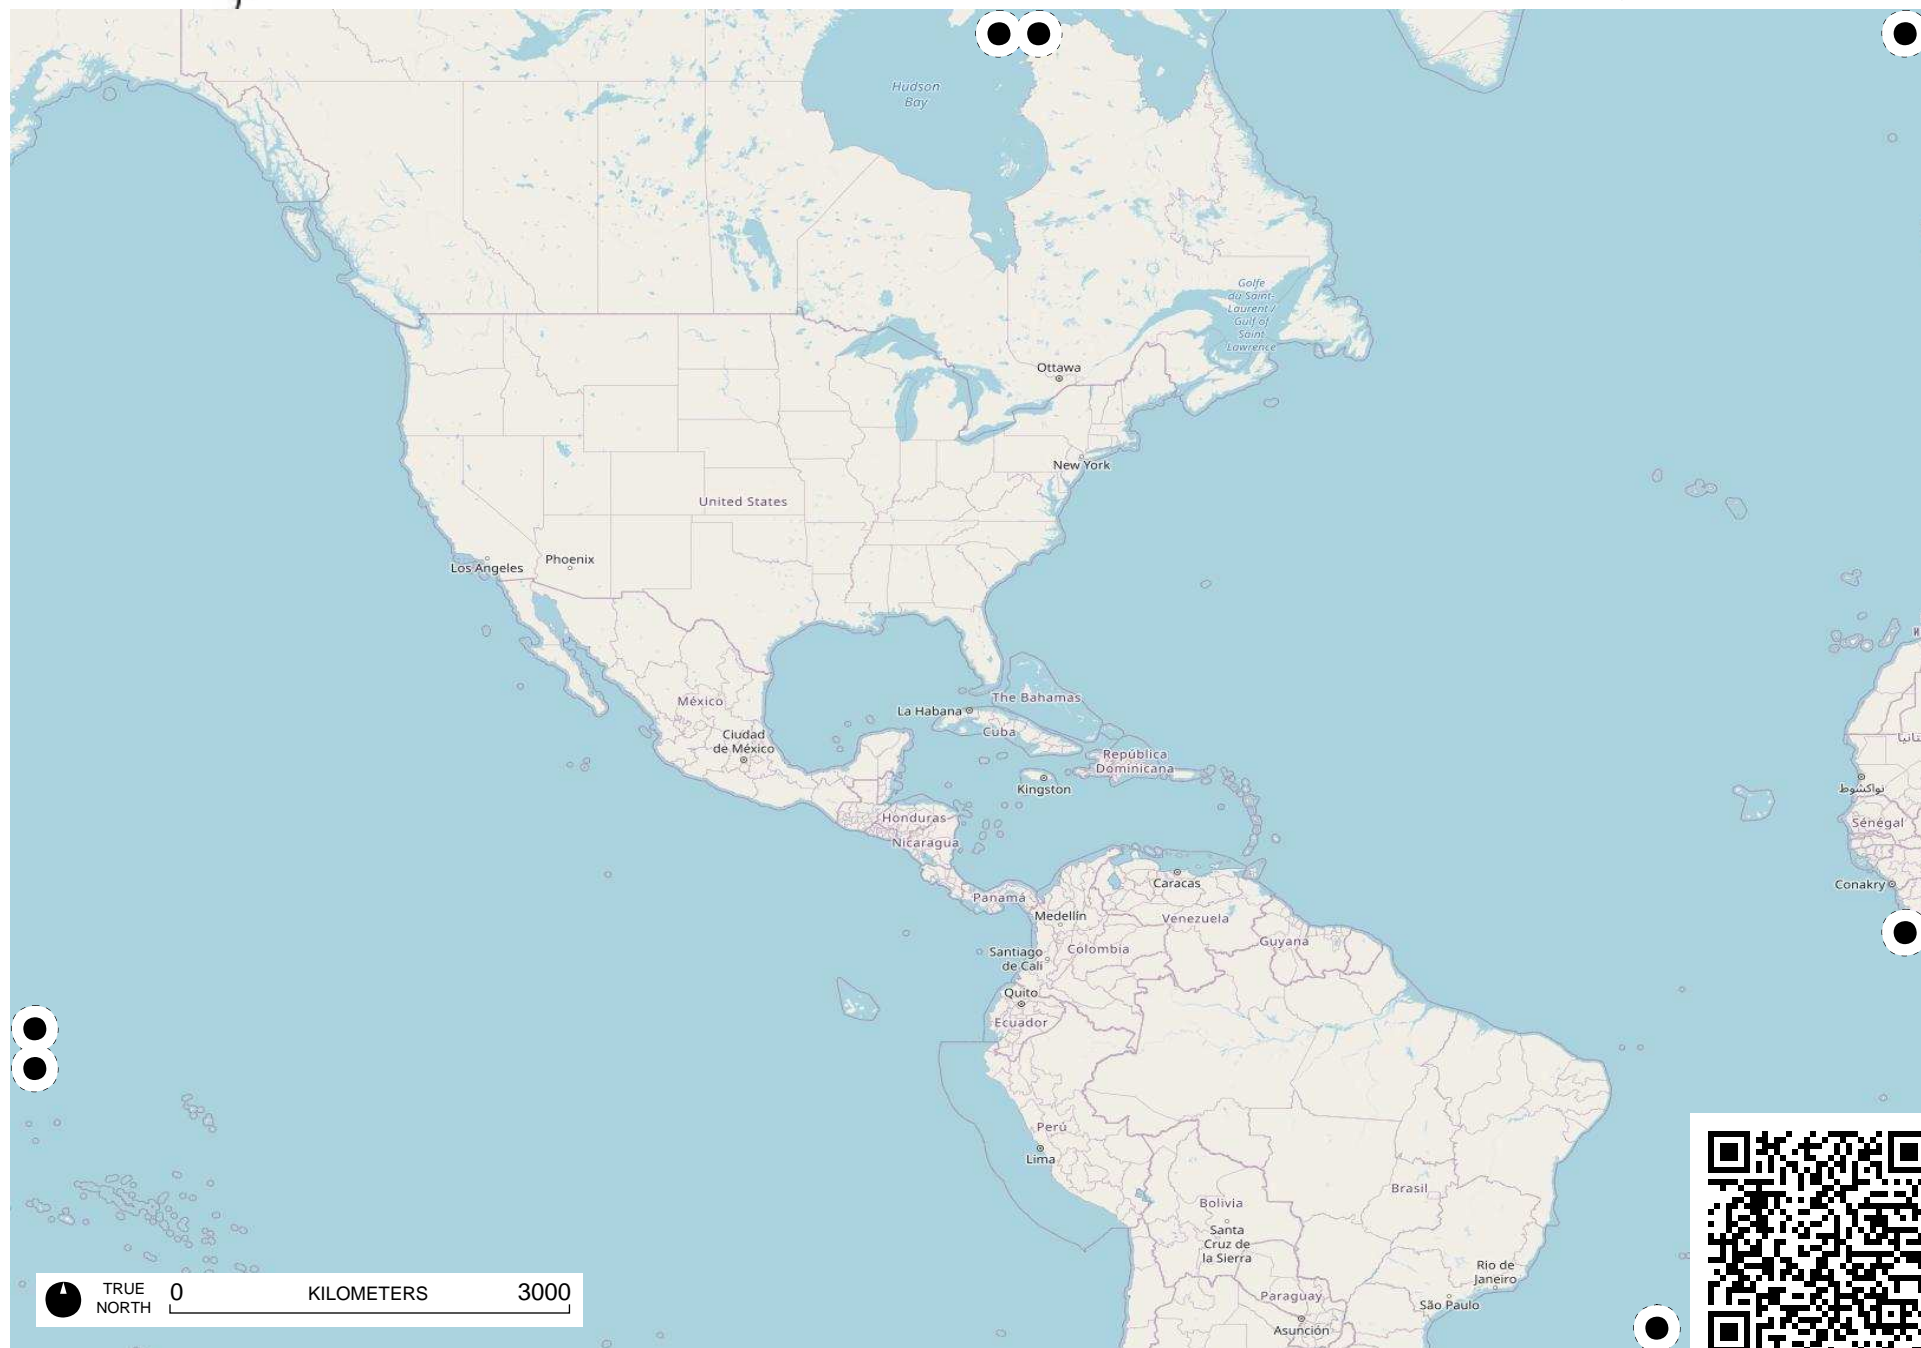 Hudson
Bay
Golfe
du Saint-
Laurent /
Gulf of
Saint
Lawrence
Ottawa
New York
United States
Los Angeles
Phoenix
México
Ciudad
de México
La Habana
The Bahamas
Cuba
República
Dominicana
Kingston
Honduras
Nicaragua
نواكشوط
Sénégal
Conakry
Caracas
Panamá
Medellín
Venezuela
Guyana
Colombia
Santiago
de Cali
Quito
Ecuador
Perú
Lima
Brasil
Bolivia
Santa
Cruz de
la Sierra
Rio de
Janeiro
São Paulo
Paraguay
Asunción
TRUE
NORTH
0 KILOMETERS 3000